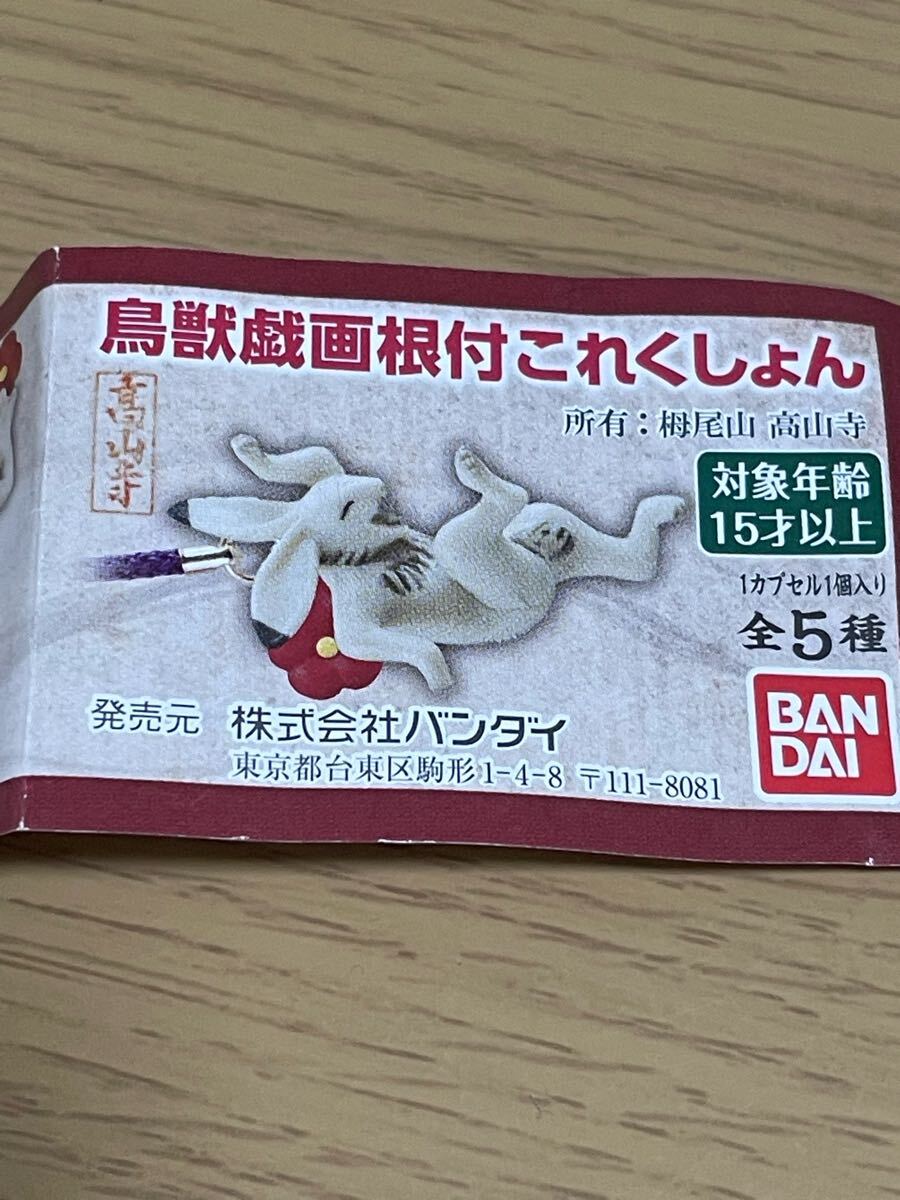 鳥獣戯画根付これくしょん
高山寺
所有：栂尾山 高山寺
対象年齢
15才以上
1カプセル1個入り
全5種
BAN
DAI
発売元 株式会社バンダイ
東京都台東区駒形1-4-8 〒111-8081